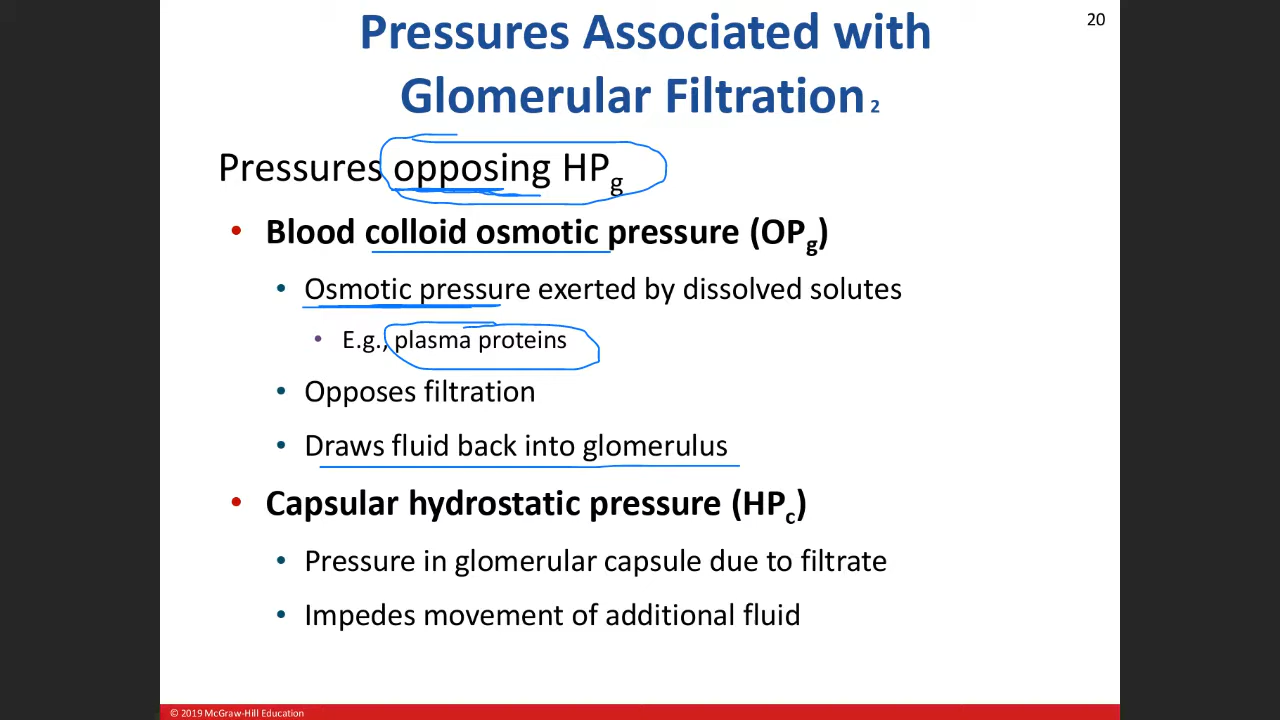 20
Pressures Associated with
Glomerular Filtration 2
Pressures opposing HPg
• Blood colloid osmotic pressure (OPg)
• Osmotic pressure exerted by dissolved solutes
• E.g., plasma proteins
• Opposes filtration
• Draws fluid back into glomerulus
• Capsular hydrostatic pressure (HPc)
• Pressure in glomerular capsule due to filtrate
• Impedes movement of additional fluid
© 2019 McGraw-Hill Education